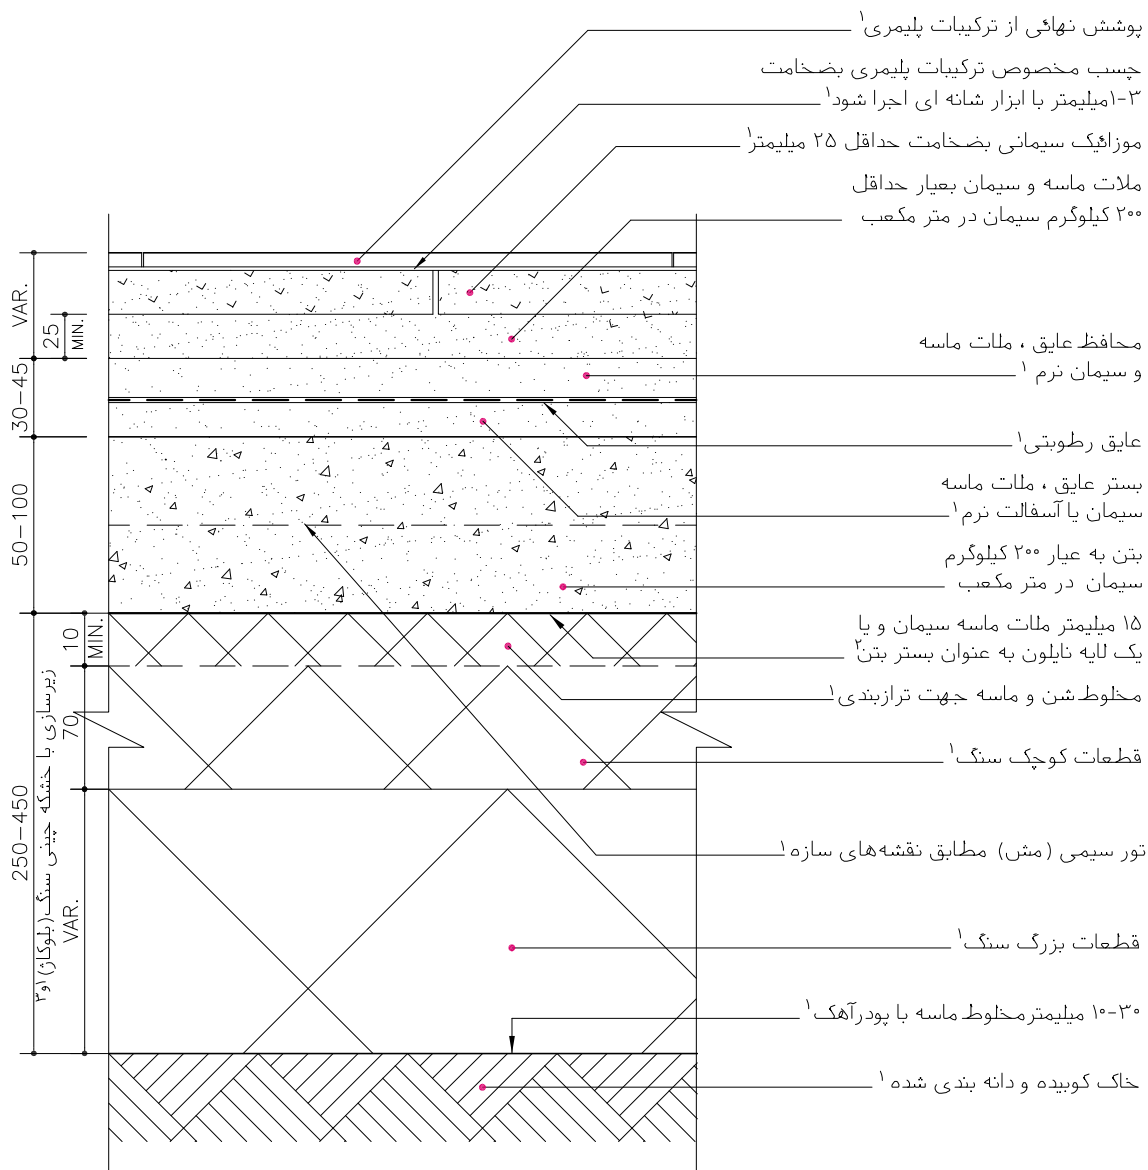 پوشش نهائی از ترکیبات پلیمری۱
چسب مخصوص ترکیبات پلیمری بضخامت
۱-۳میلیمتر با ابزار شانه ای اجرا شود۱
موزائیک سیمانی بضخامت حداقل ۲۵ میلیمتر۱
ملات ماسه و سیمان بعیار حداقل
۲۰۰ کیلوگرم سیمان در متر مکعب
محافظ عایق ، ملات ماسه
و سیمان نرم ۱
عایق رطوبتی۱
بستر عایق ، ملات ماسه
سیمان یا آسفالت نرم۱
بتن به عیار ۲۰۰ کیلوگرم
سیمان در متر مکعب
۱۵ میلیمتر ملات ماسه سیمان و یا
یک لایه نایلون به عنوان بستر بتن۲
مخلوط شن و ماسه جهت ترازبندی۱
قطعات کوچک سنگ۱
تور سیمی (مش) مطابق نقشه‌های سازه۱
قطعات بزرگ سنگ۱
۱۰-۳۰ میلیمترمخلوط ماسه با پودرآهک۱
خاک کوبیده و دانه بندی شده ۱
VAR.
25
MIN.
30-45
50-100
10
MIN.
70
250-450
زیرسازی با خشکه چینی سنگ(بلوکاژ)۱و۳
VAR.